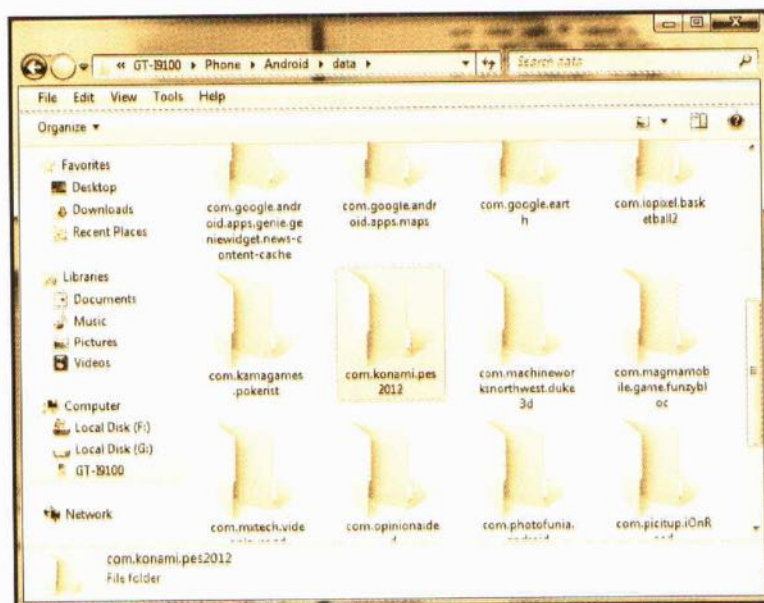 « GT-I9100 ▸ Phone ▸ Android ▸ data ▸
Search data
File Edit View Tools Help
Organize
Favorites
Desktop
Downloads
Recent Places
Libraries
Documents
Music
Pictures
Videos
Computer
Local Disk (F:)
Local Disk (G:)
GT-I9100
Network
com.google.andr
oid.apps.genie.ge
niewidget.news-c
ontent-cache
com.google.andr
oid.apps.maps
com.google.eart
h
com.iopixel.bask
etball2
com.kamagames
.pokerist
com.konami.pes
2012
com.machinewor
ksnorthwest.duke
3d
com.magmamob
ile.game.funzybl
oc
com.mxtech.vide
com.opinionaide
d
com.photofunia.
android
com.picitup.iOnR
com.konami.pes2012
File folder